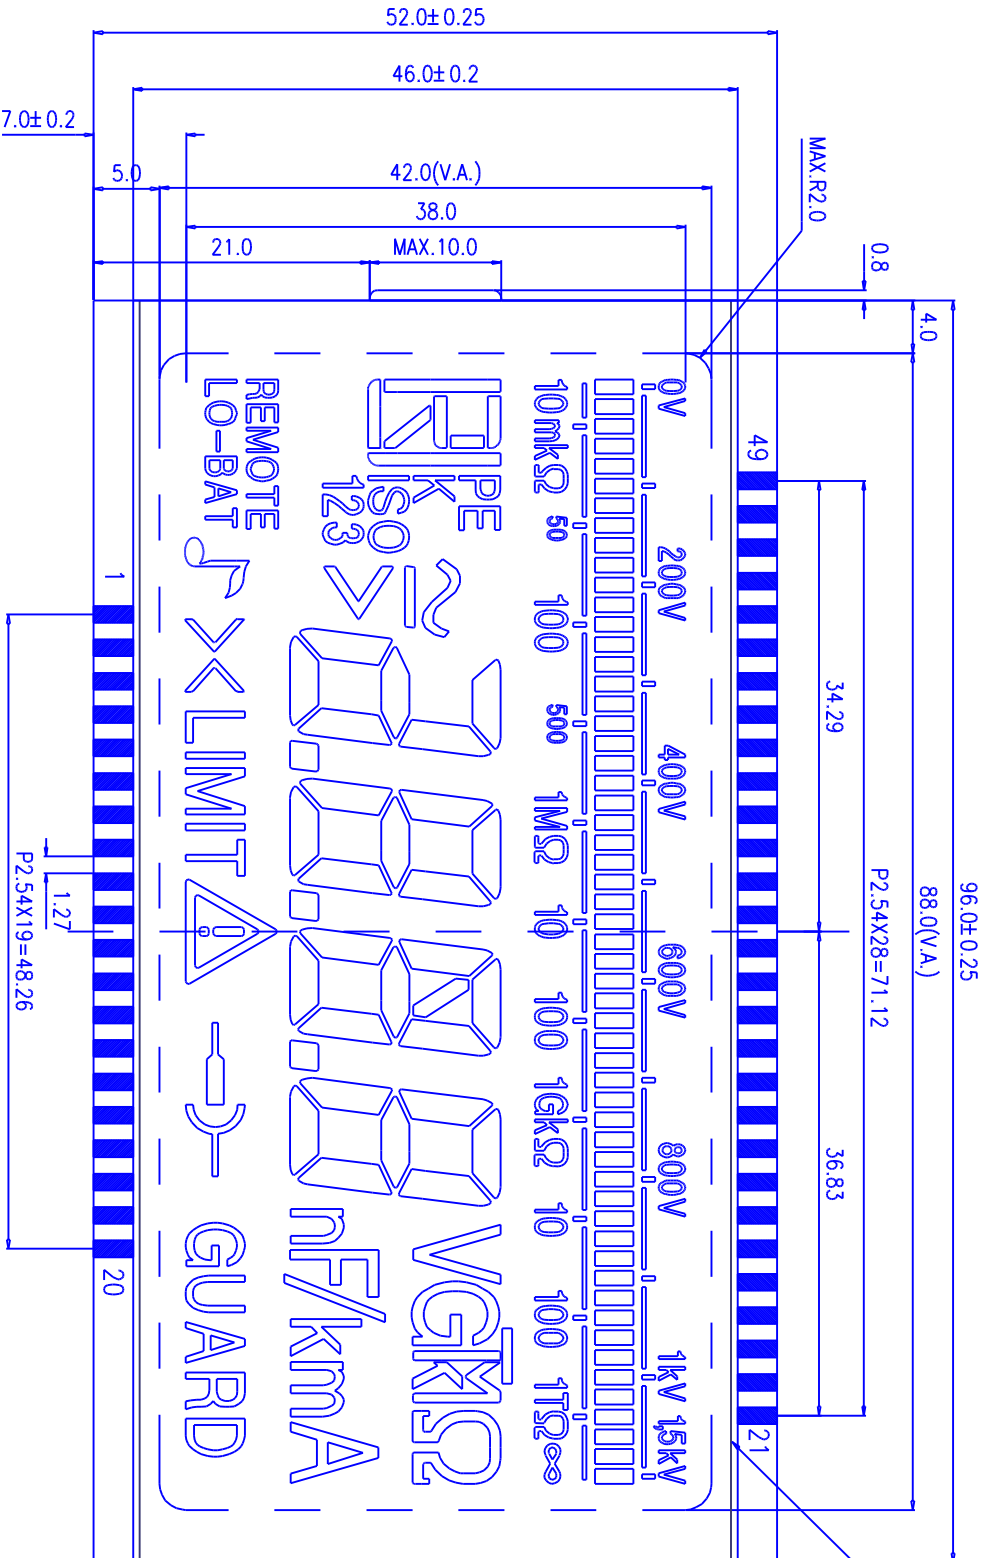 52.0±0.25
46.0±0.2
7.0±0.2
5.0
42.0(V.A.)
38.0
21.0
MAX.10.0
MAX.R2.0
0.8
4.0
96.0±0.25
88.0(V.A.)
P2.54X28=71.12
34.29
36.83
49
21
1
20
1.27
P2.54X19=48.26
0V 200V 400V 600V 800V 1kV 1,5kV
10mkΩ 50 100 500 1MΩ 10 100 1GkΩ 10 100 1TΩ ∞
PE
K
ISO
123
REMOTE
LO-BAT
> < LIMIT
GUARD
VGTkMΩ
nF/kmA